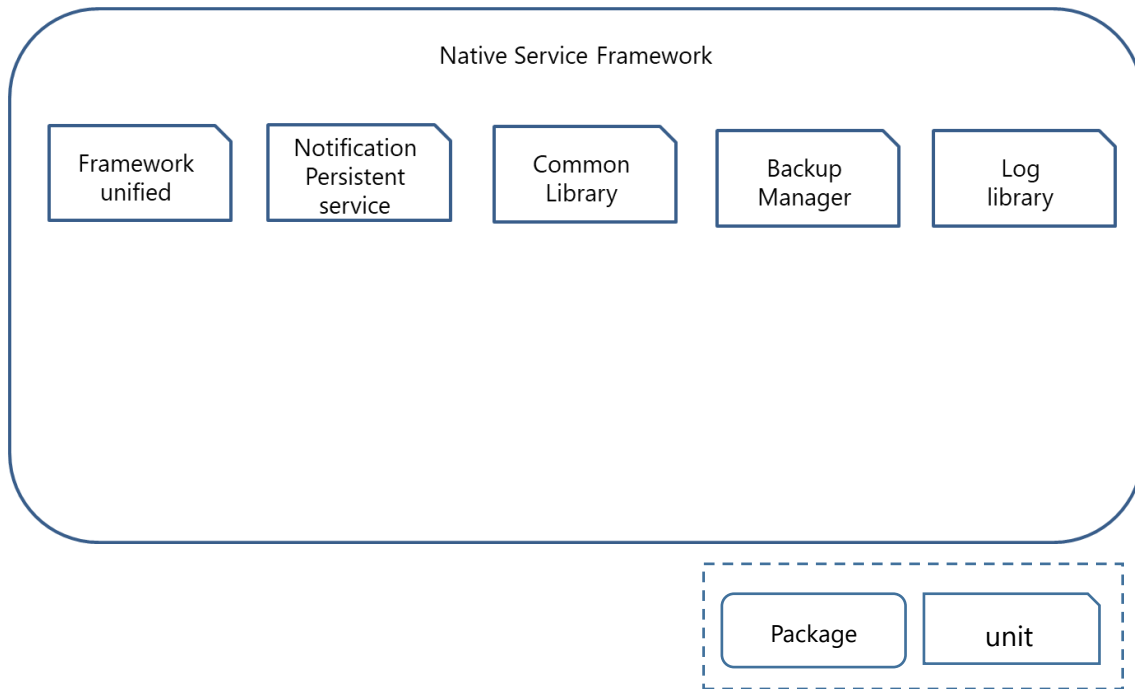 Native Service Framework
Framework
unified
Notification
Persistent
service
Common
Library
Backup
Manager
Log
library
Package
unit